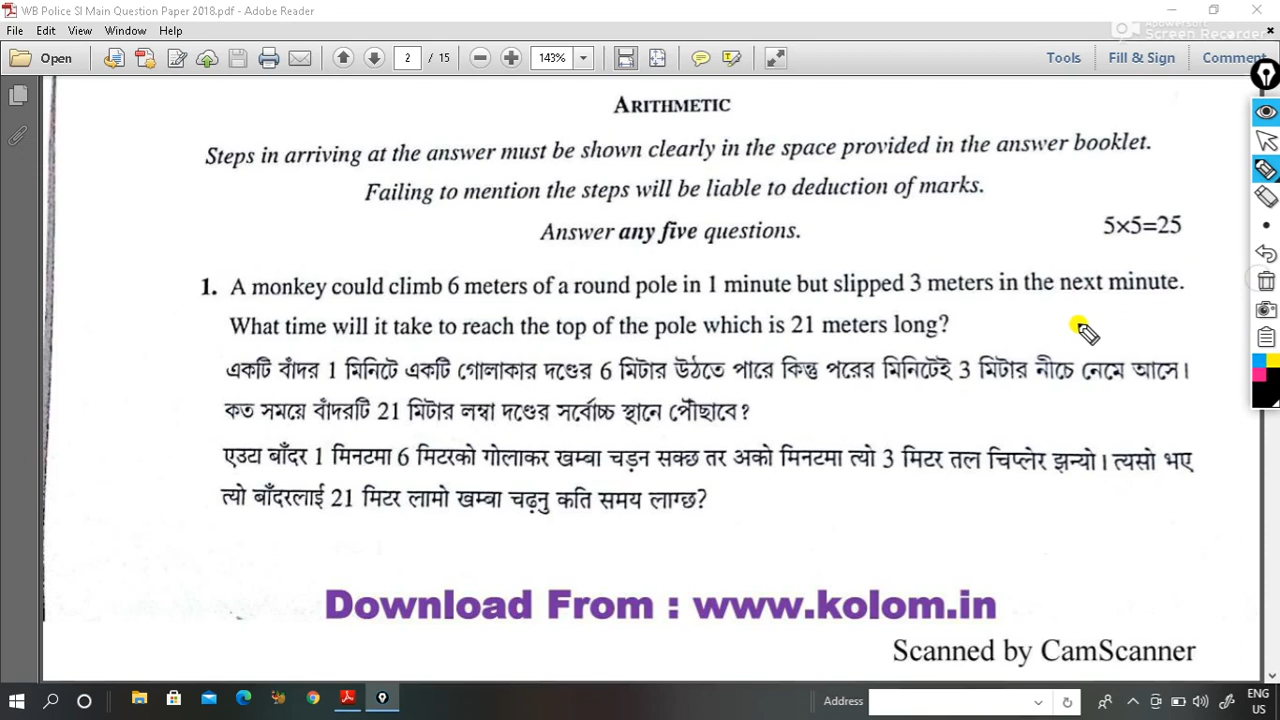 WB Police SI Main Question Paper 2018.pdf - Adobe Reader
Apowersoft
Screen Recorder
File Edit View Window Help
Open 2 / 15 143% Tools Fill & Sign Comment
ARITHMETIC
Steps in arriving at the answer must be shown clearly in the space provided in the answer booklet.
Failing to mention the steps will be liable to deduction of marks.
Answer any five questions. 5×5=25
1. A monkey could climb 6 meters of a round pole in 1 minute but slipped 3 meters in the next minute.
What time will it take to reach the top of the pole which is 21 meters long?
একটি বাঁদর 1 মিনিটে একটি গোলাকার দণ্ডের 6 মিটার উঠতে পারে কিন্তু পরের মিনিটেই 3 মিটার নীচে নেমে আসে।
কত সময়ে বাঁদরটি 21 মিটার লম্বা দণ্ডের সর্বোচ্চ স্থানে পৌঁছাবে?
एउटा बाँदर 1 मिनटमा 6 मिटरको गोलाकर खम्बा चड़न सक्छ तर अको मिनटमा त्यो 3 मिटर तल चिप्लेर झन्यो। त्यसो भए
त्यो बाँदरलाई 21 मिटर लामो खम्बा चढ़नु कति समय लाग्छ?
Download From : www.kolom.in
Scanned by CamScanner
Address ENG
US